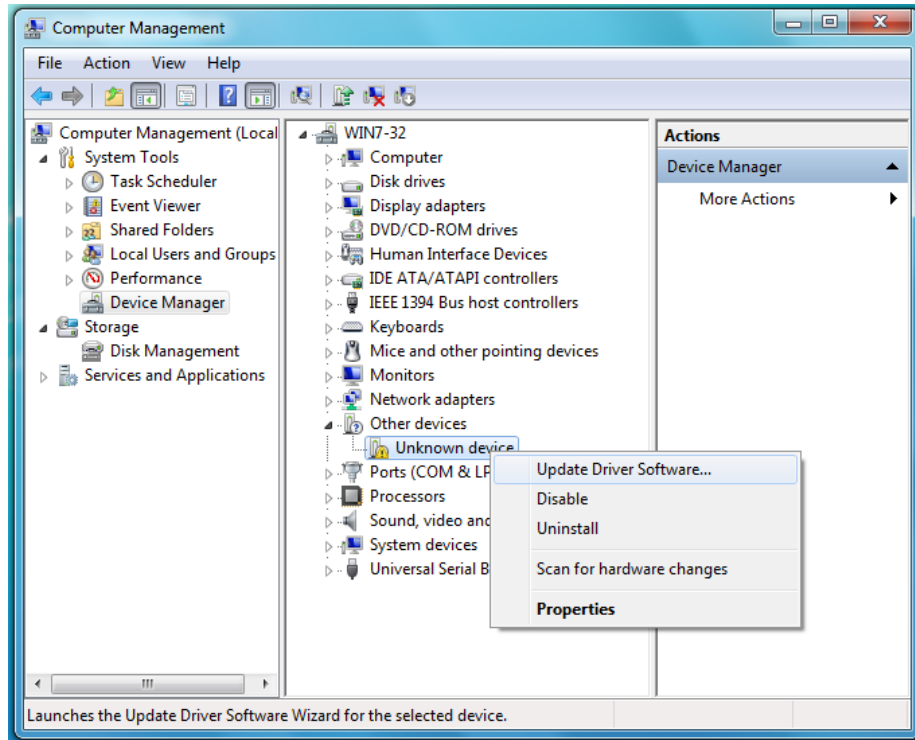 Computer Management
File Action View Help
Computer Management (Local
System Tools
Task Scheduler
Event Viewer
Shared Folders
Local Users and Groups
Performance
Device Manager
Storage
Disk Management
Services and Applications
WIN7-32
Computer
Disk drives
Display adapters
DVD/CD-ROM drives
Human Interface Devices
IDE ATA/ATAPI controllers
IEEE 1394 Bus host controllers
Keyboards
Mice and other pointing devices
Monitors
Network adapters
Other devices
Unknown device
Ports (COM & LP
Processors
Sound, video and
System devices
Universal Serial B
Update Driver Software...
Disable
Uninstall
Scan for hardware changes
Properties
Actions
Device Manager
More Actions
Launches the Update Driver Software Wizard for the selected device.